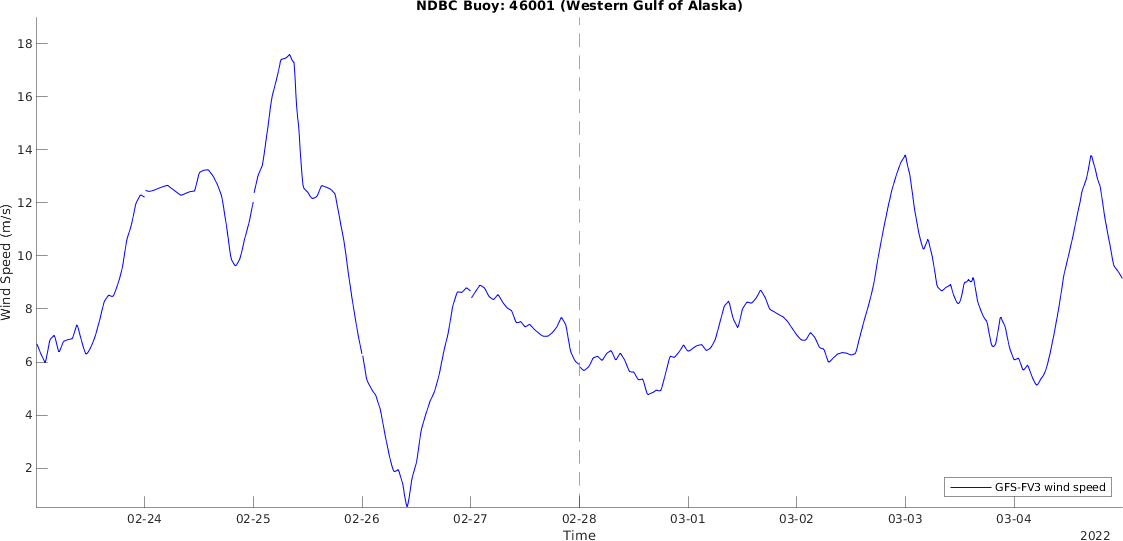 NDBC Buoy: 46001 (Western Gulf of Alaska)
18
16
14
12
10
8
6
4
2
Wind Speed (m/s)
GFS-FV3 wind speed
02-24 02-25 02-26 02-27 02-28 03-01 03-02 03-03 03-04
Time
2022